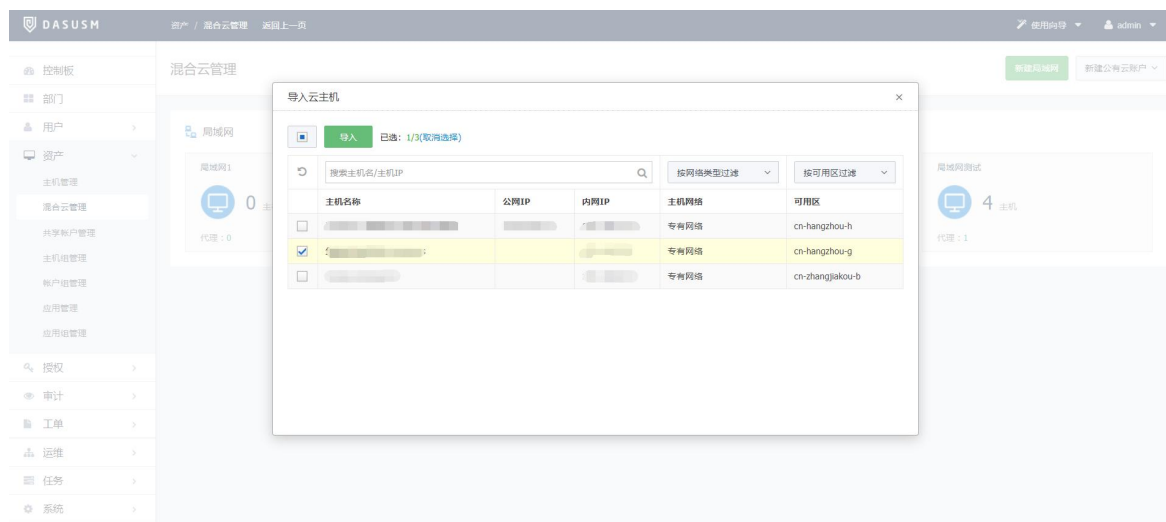 DASUSM 资产 / 混合云管理 返回上一页 使用向导 admin
控制板
部门
用户
资产
主机管理
混合云管理
共享帐户管理
主机组管理
帐户组管理
应用管理
应用组管理
授权
审计
工单
运维
任务
系统
混合云管理 新建局域网 新建公有云账户
局域网
局域网1
0 主
代理：0
局域网测试
4 主机
代理：1
导入云主机 ×
导入 已选：1/3(取消选择)
搜索主机名/主机IP 按网络类型过滤 按可用区过滤
主机名称 公网IP 内网IP 主机网络 可用区
专有网络 cn-hangzhou-h
专有网络 cn-hangzhou-g
专有网络 cn-zhangjiakou-b